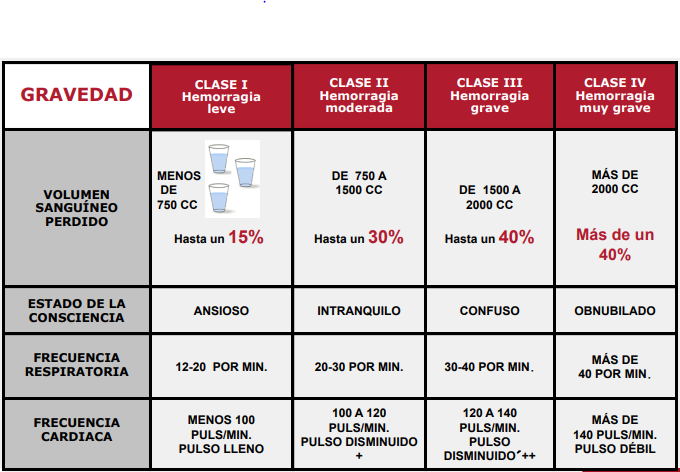 GRAVEDAD
CLASE I
Hemorragia
leve
CLASE II
Hemorragia
moderada
CLASE III
Hemorragia
grave
CLASE IV
Hemorragia
muy grave
VOLUMEN
SANGUÍNEO
PERDIDO
MENOS
DE
750 CC
Hasta un 15%
DE 750 A
1500 CC
Hasta un 30%
DE 1500 A
2000 CC
Hasta un 40%
MÁS DE
2000 CC
Más de un
40%
ESTADO DE LA
CONSCIENCIA
ANSIOSO
INTRANQUILO
CONFUSO
OBNUBILADO
FRECUENCIA
RESPIRATORIA
12-20 POR MIN.
20-30 POR MIN.
30-40 POR MIN.
MÁS DE
40 POR MIN.
FRECUENCIA
CARDIACA
MENOS 100
PULS/MIN.
PULSO LLENO
100 A 120
PULS/MIN.
PULSO DISMINUIDO
+
120 A 140
PULS/MIN.
PULSO
DISMINUIDO´++
MÁS DE
140 PULS/MIN.
PULSO DÉBIL